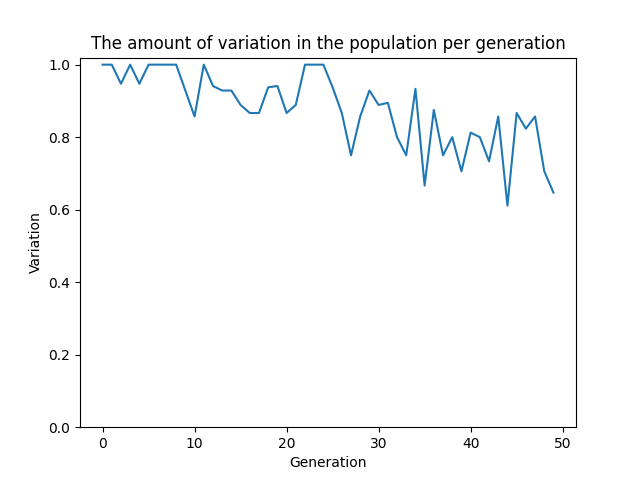 The amount of variation in the population per generation
1.0
0.8
0.6
0.4
0.2
0.0
Variation
0 10 20 30 40 50
Generation